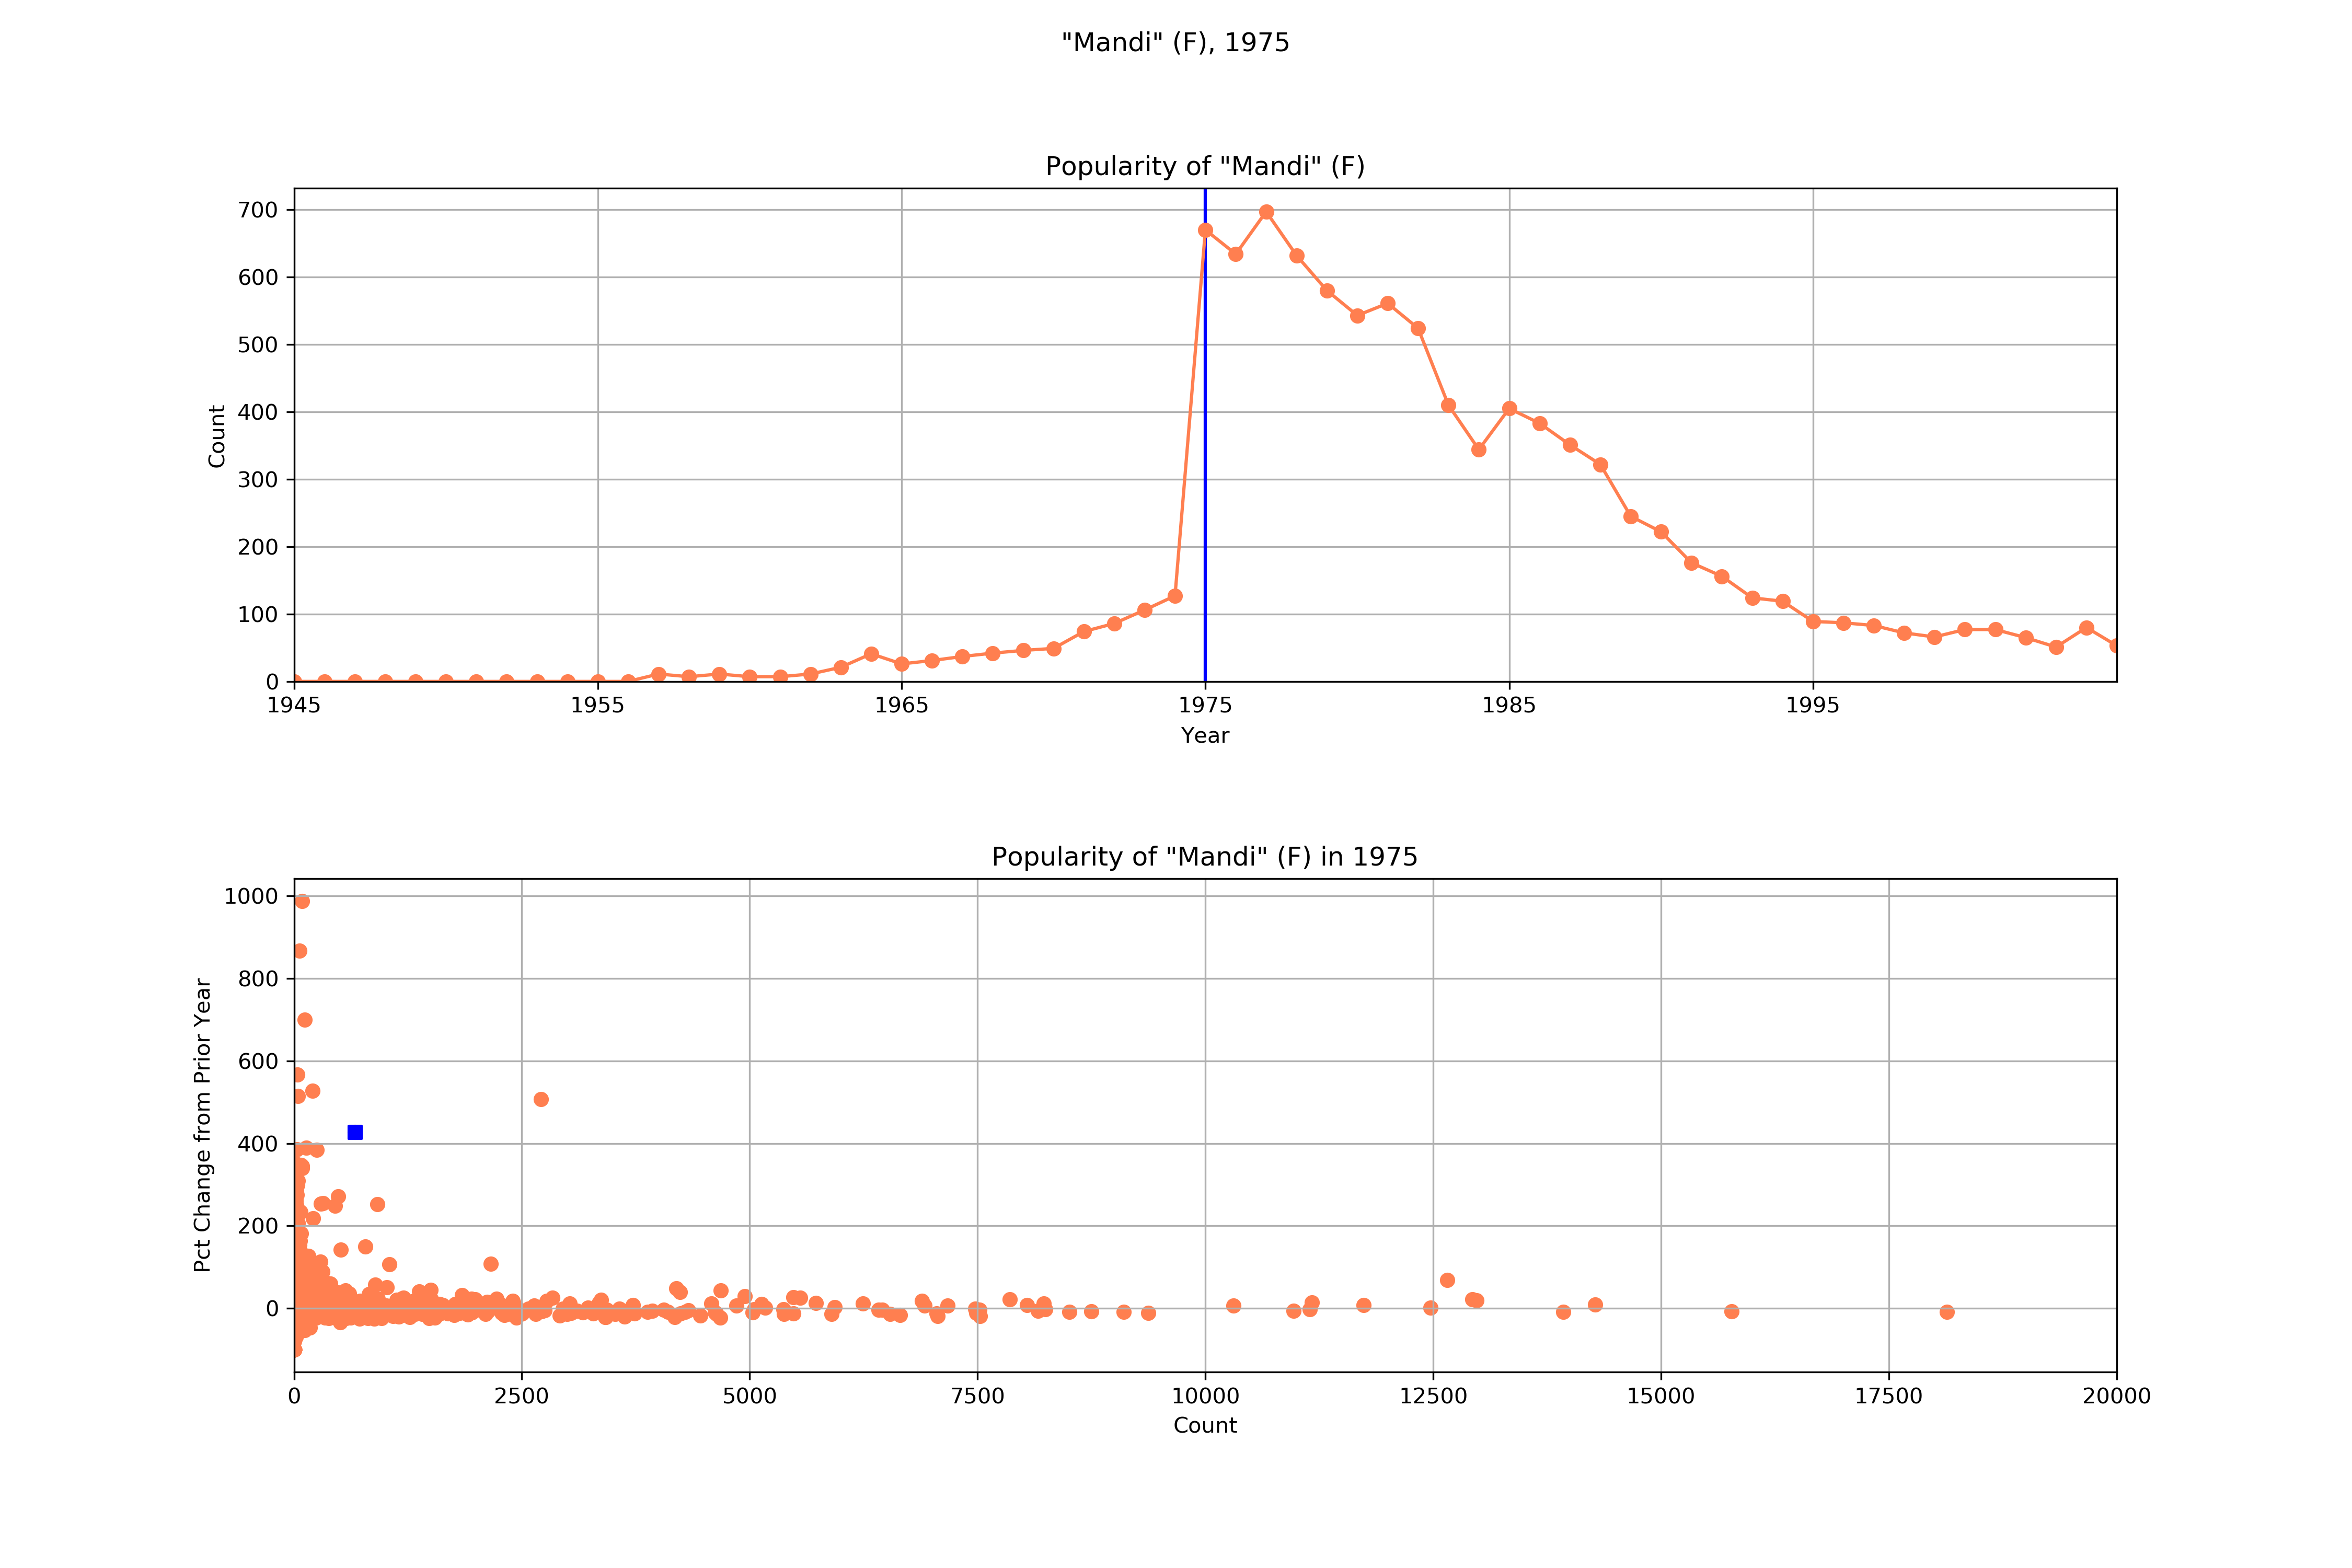 "Mandi" (F), 1975
Popularity of "Mandi" (F)
700
600
500
400
300
200
100
0
Count
1945 1955 1965 1975 1985 1995
Year
Popularity of "Mandi" (F) in 1975
1000
800
600
400
200
0
Pct Change from Prior Year
0 2500 5000 7500 10000 12500 15000 17500 20000
Count